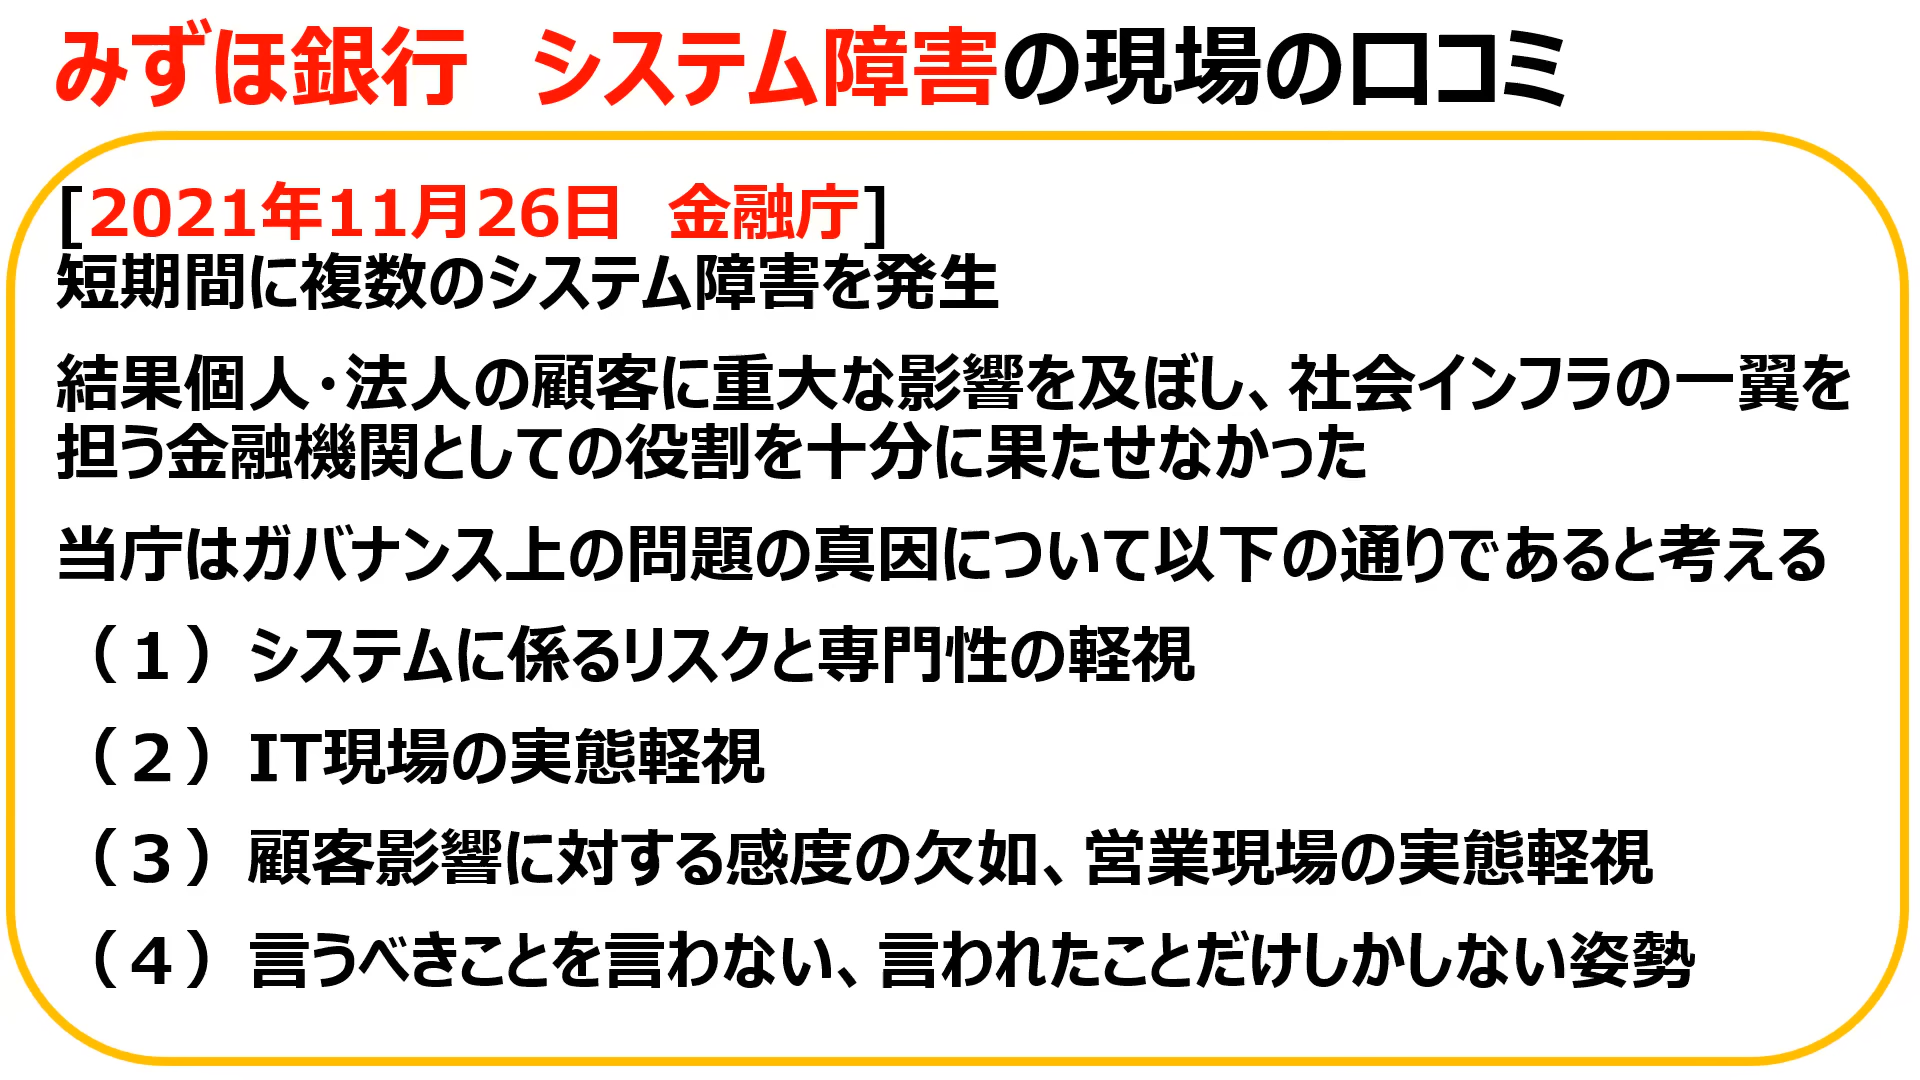 みずほ銀行　システム障害の現場の口コミ
[2021年11月26日　金融庁]
短期間に複数のシステム障害を発生
結果個人・法人の顧客に重大な影響を及ぼし、社会インフラの一翼を
担う金融機関としての役割を十分に果たせなかった
当庁はガバナンス上の問題の真因について以下の通りであると考える
（１）システムに係るリスクと専門性の軽視
（２）IT現場の実態軽視
（３）顧客影響に対する感度の欠如、営業現場の実態軽視
（４）言うべきことを言わない、言われたことだけしかしない姿勢